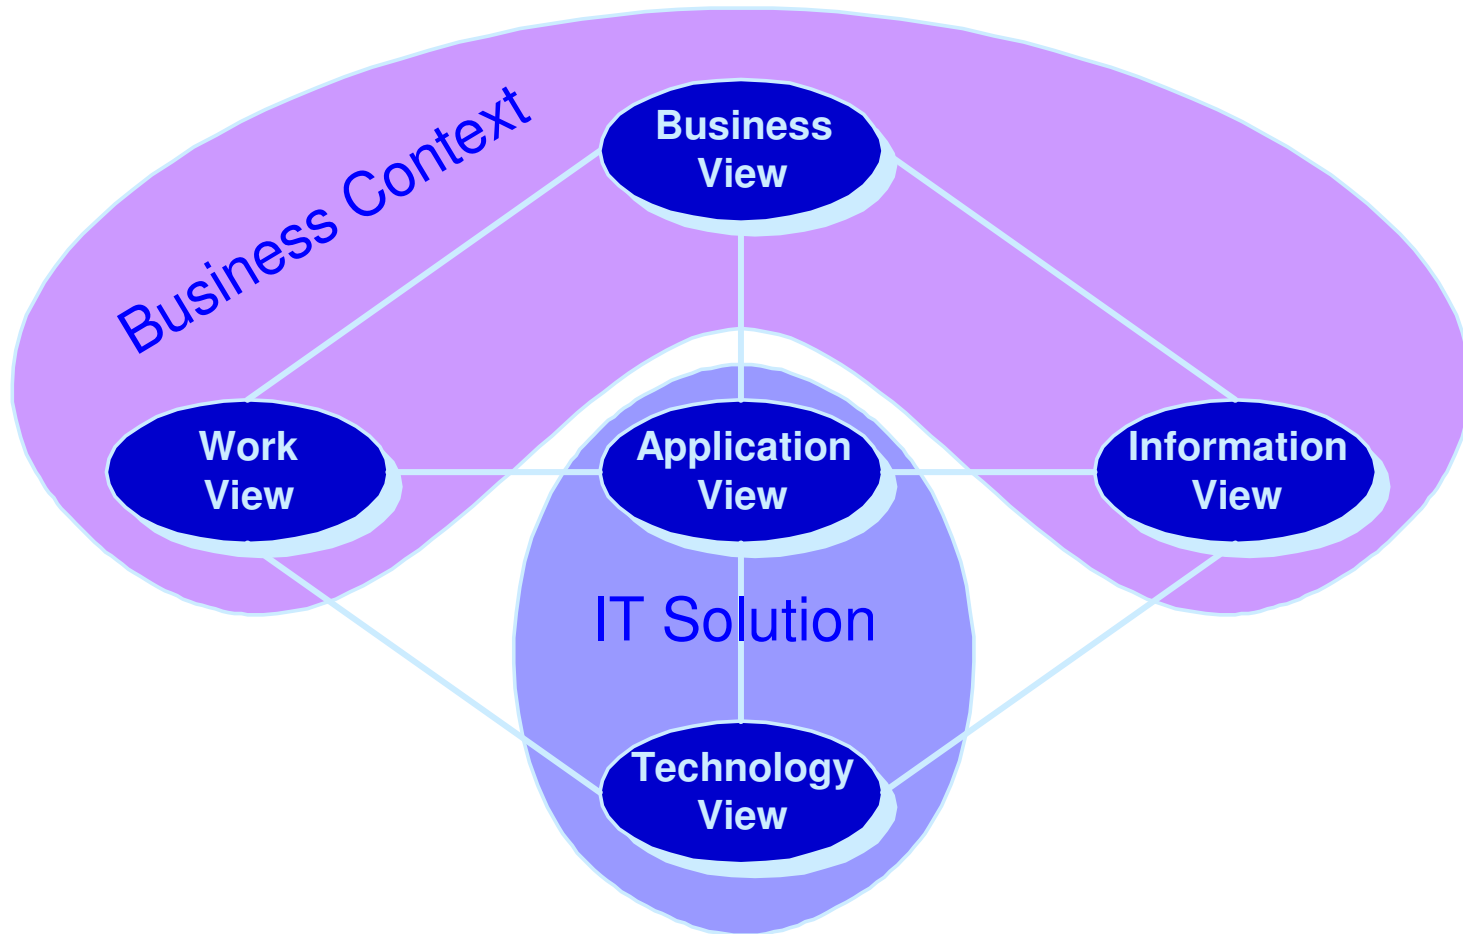 Business Context
Business
View
Work
View
Application
View
Information
View
IT Solution
Technology
View